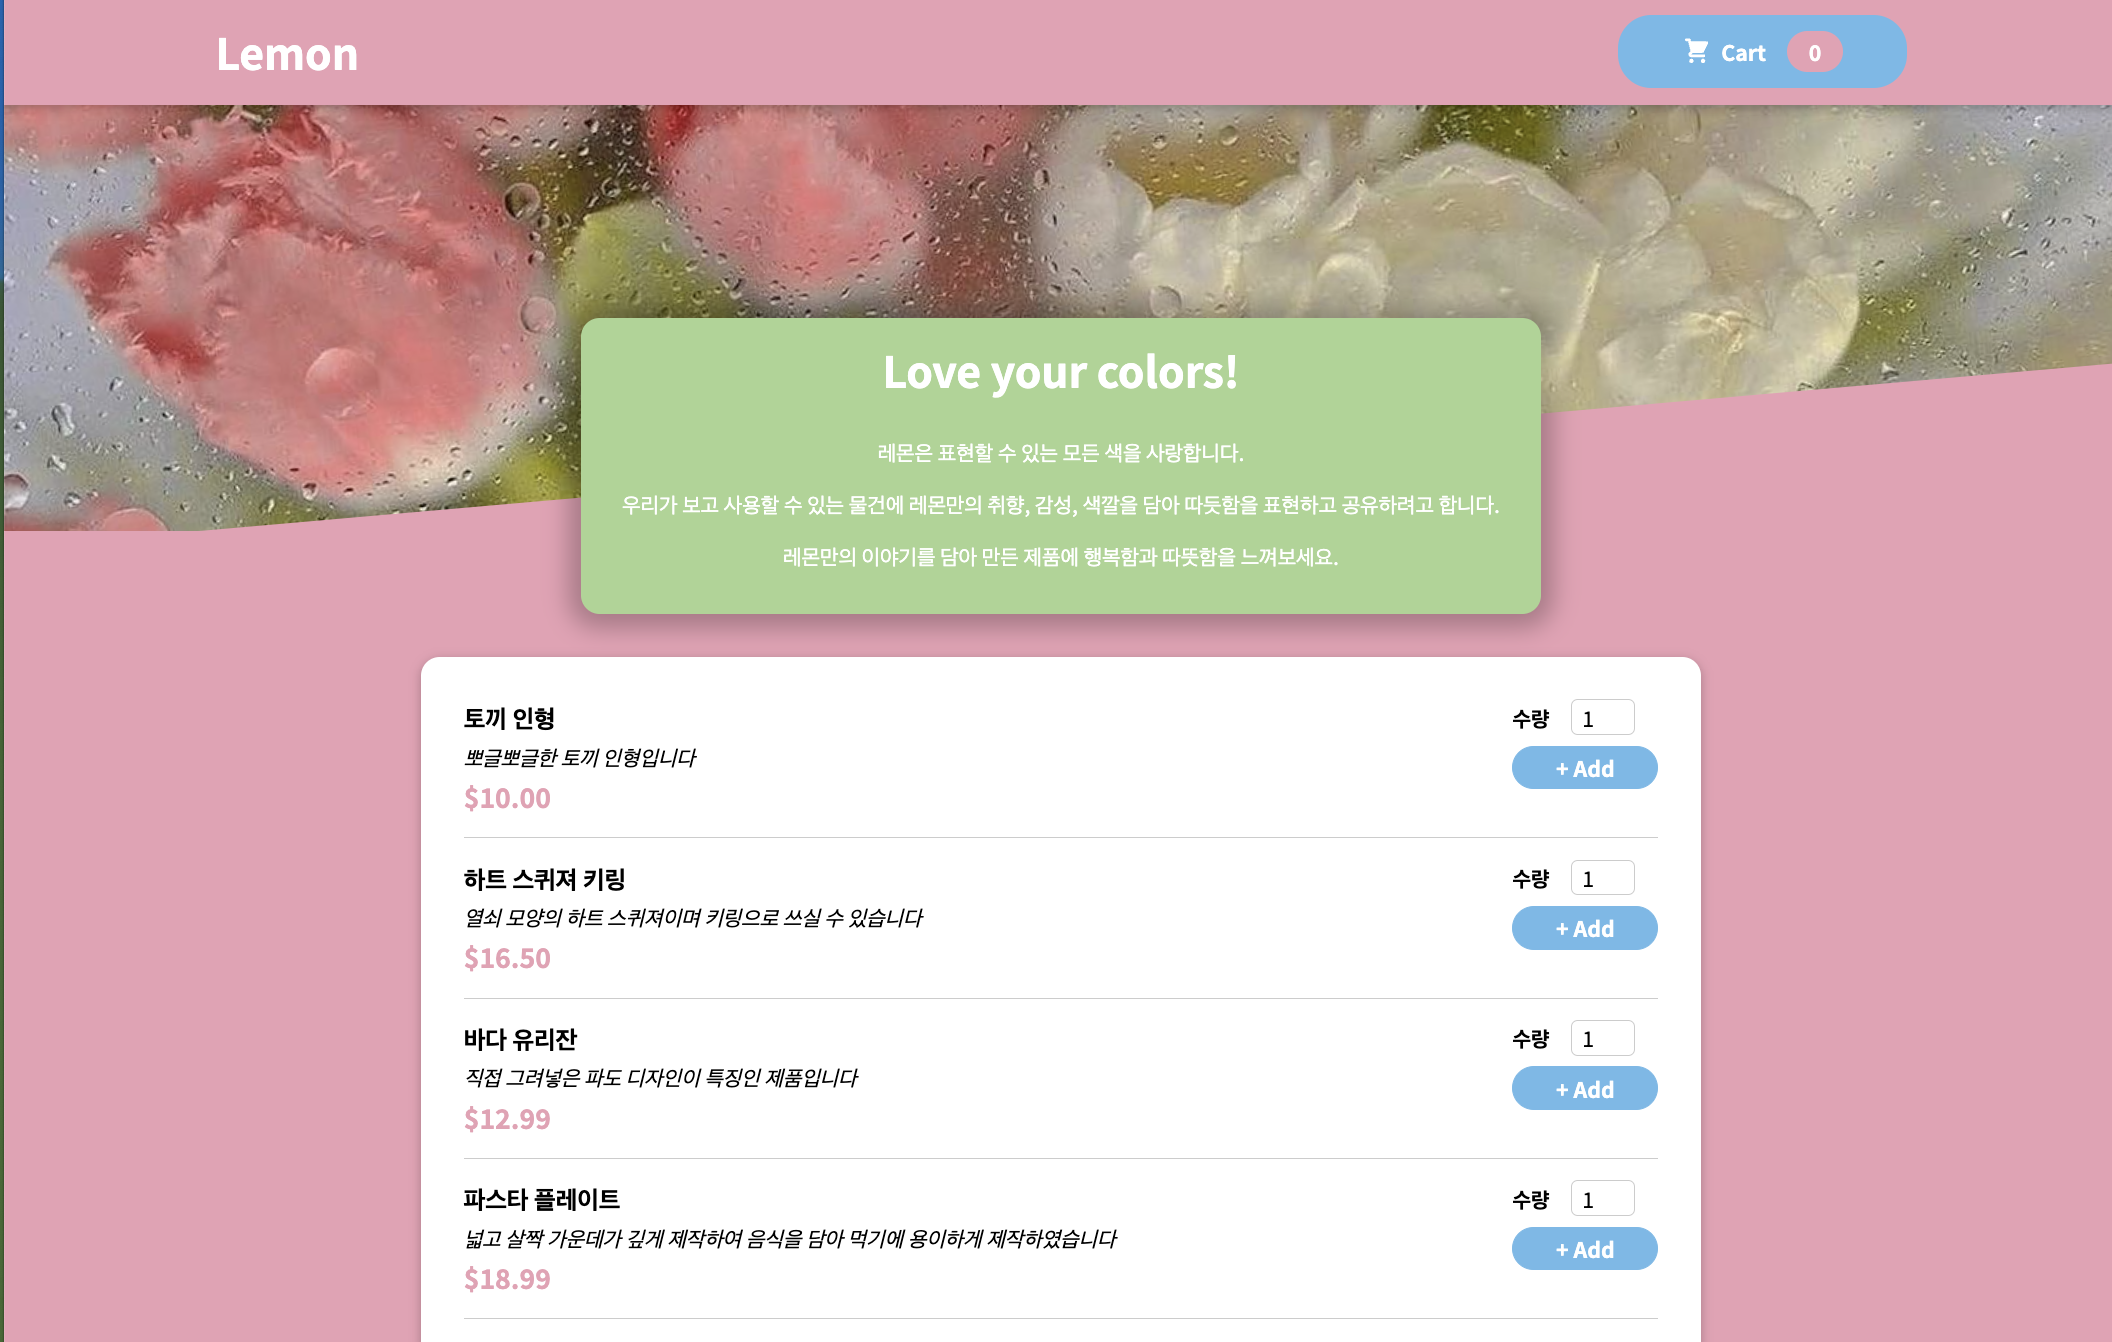 Lemon
Cart 0
Love your colors!
레몬은 표현할 수 있는 모든 색을 사랑합니다.
우리가 보고 사용할 수 있는 물건에 레몬만의 취향, 감성, 색깔을 담아 따듯함을 표현하고 공유하려고 합니다.
레몬만의 이야기를 담아 만든 제품에 행복함과 따뜻함을 느껴보세요.
토끼 인형
뽀글뽀글한 토끼 인형입니다
$10.00
수량 1
+ Add
하트 스퀴져 키링
열쇠 모양의 하트 스퀴져이며 키링으로 쓰실 수 있습니다
$16.50
수량 1
+ Add
바다 유리잔
직접 그려넣은 파도 디자인이 특징인 제품입니다
$12.99
수량 1
+ Add
파스타 플레이트
넓고 살짝 가운데가 깊게 제작하여 음식을 담아 먹기에 용이하게 제작하였습니다
$18.99
수량 1
+ Add